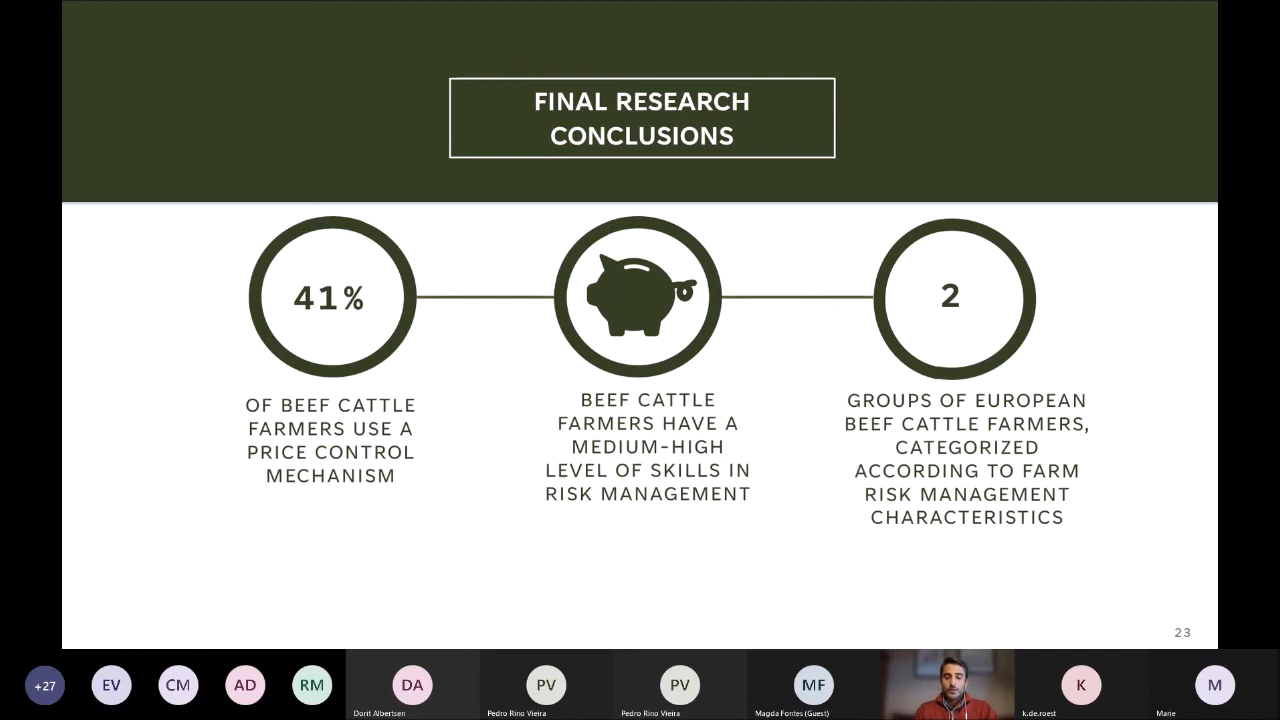 FINAL RESEARCH
CONCLUSIONS
41%
OF BEEF CATTLE
FARMERS USE A
PRICE CONTROL
MECHANISM
BEEF CATTLE
FARMERS HAVE A
MEDIUM-HIGH
LEVEL OF SKILLS IN
RISK MANAGEMENT
2
GROUPS OF EUROPEAN
BEEF CATTLE FARMERS,
CATEGORIZED
ACCORDING TO FARM
RISK MANAGEMENT
CHARACTERISTICS
23
+27
EV
CM
AD
RM
DA
Dorit Albertsen
PV
Pedro Rino Vieira
PV
Pedro Rino Vieira
MF
Magda Fontes (Guest)
K
k.de.roest
M
Marie